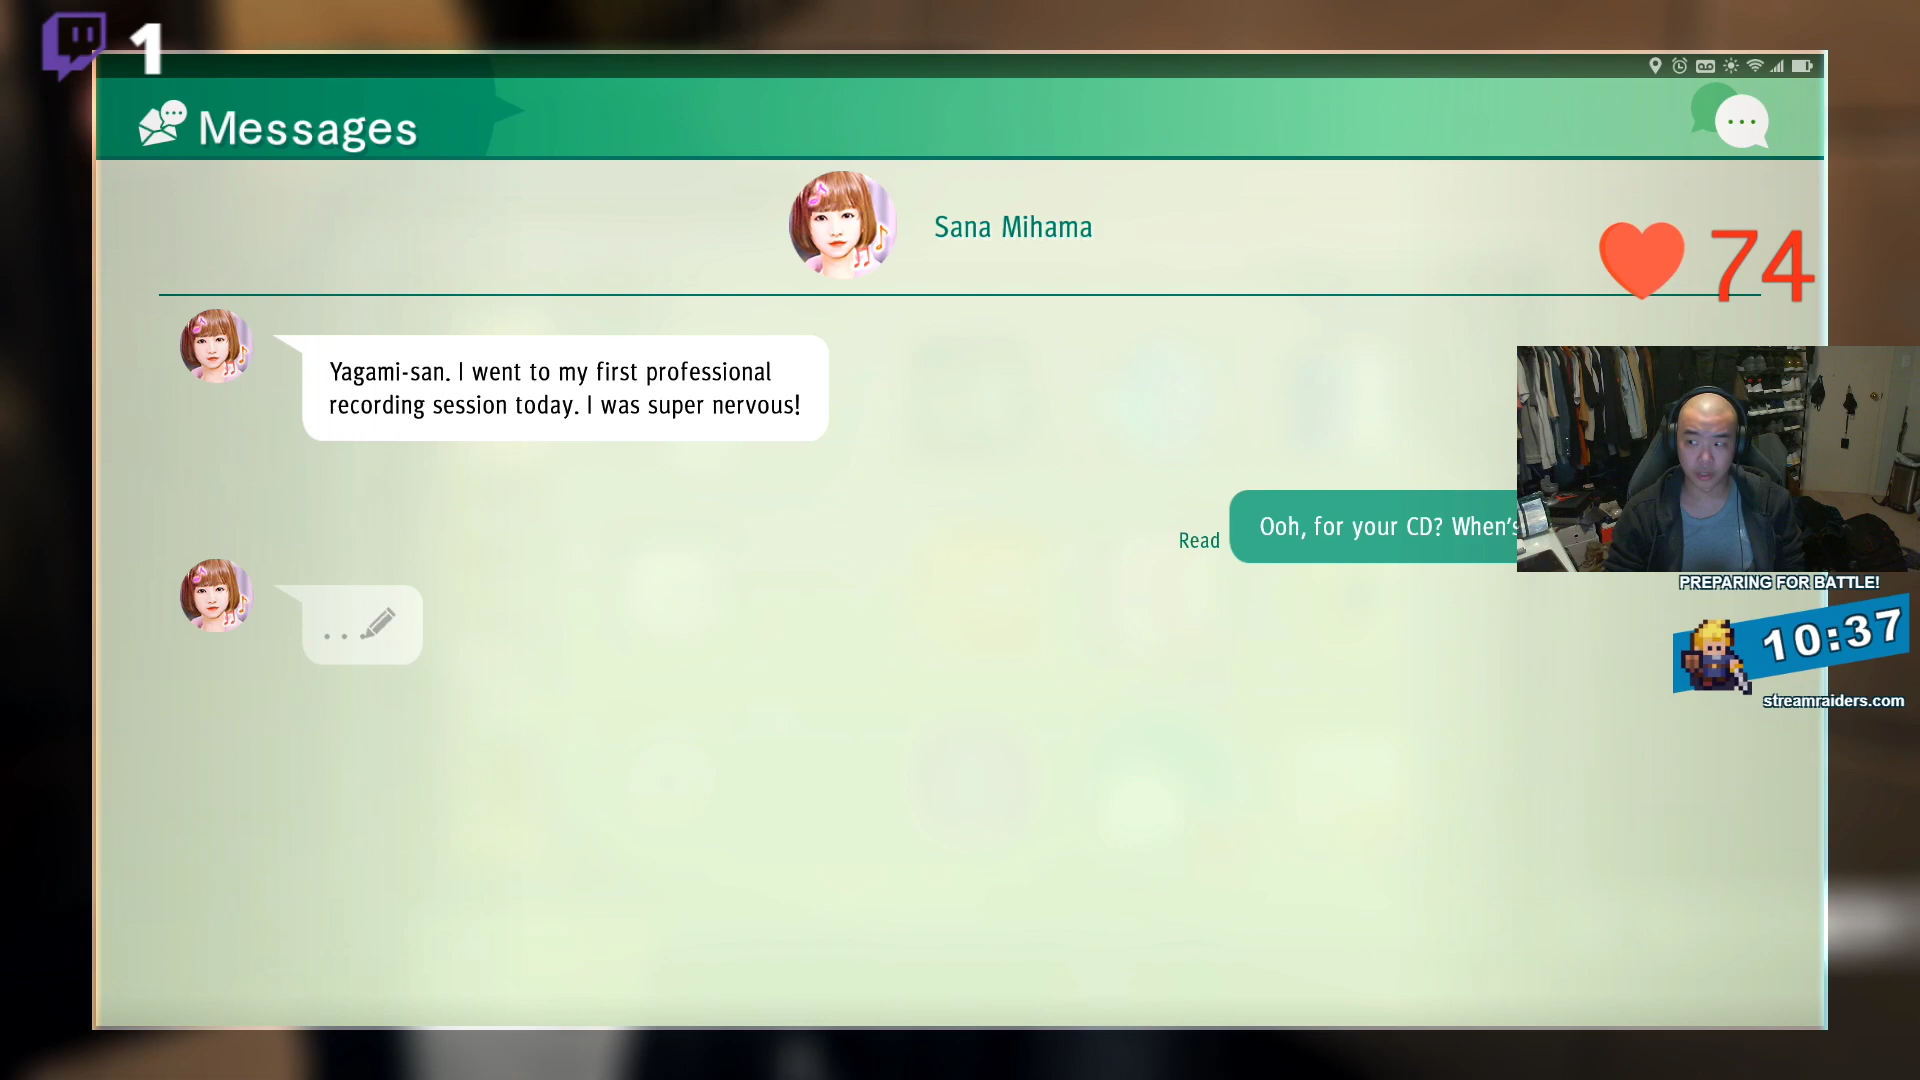 1
Messages
Sana Mihama
74
Yagami-san. I went to my first professional
recording session today. I was super nervous!
Ooh, for your CD? When's
Read
PREPARING FOR BATTLE!
10:37
streamraiders.com